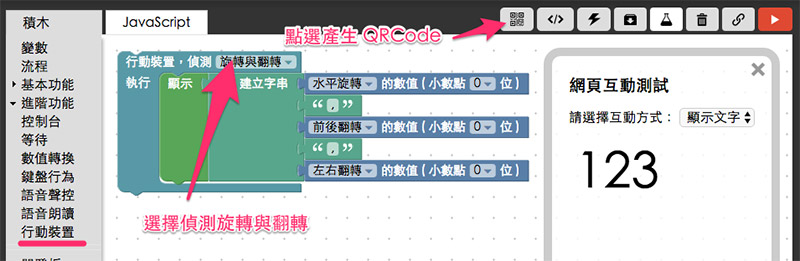 積木
JavaScript
點選產生 QRCode
</>
變數
流程
基本功能
進階功能
控制台
等待
數值轉換
鍵盤行為
語音聲控
語音朗讀
行動裝置
行動裝置，偵測 旋轉與翻轉
執行 顯示 建立字串 水平旋轉 的數值 ( 小數點 0 位 )
“ , ”
前後翻轉 的數值 ( 小數點 0 位 )
“ , ”
左右翻轉 的數值 ( 小數點 0 位 )
選擇偵測旋轉與翻轉
網頁互動測試
請選擇互動方式： 顯示文字
123